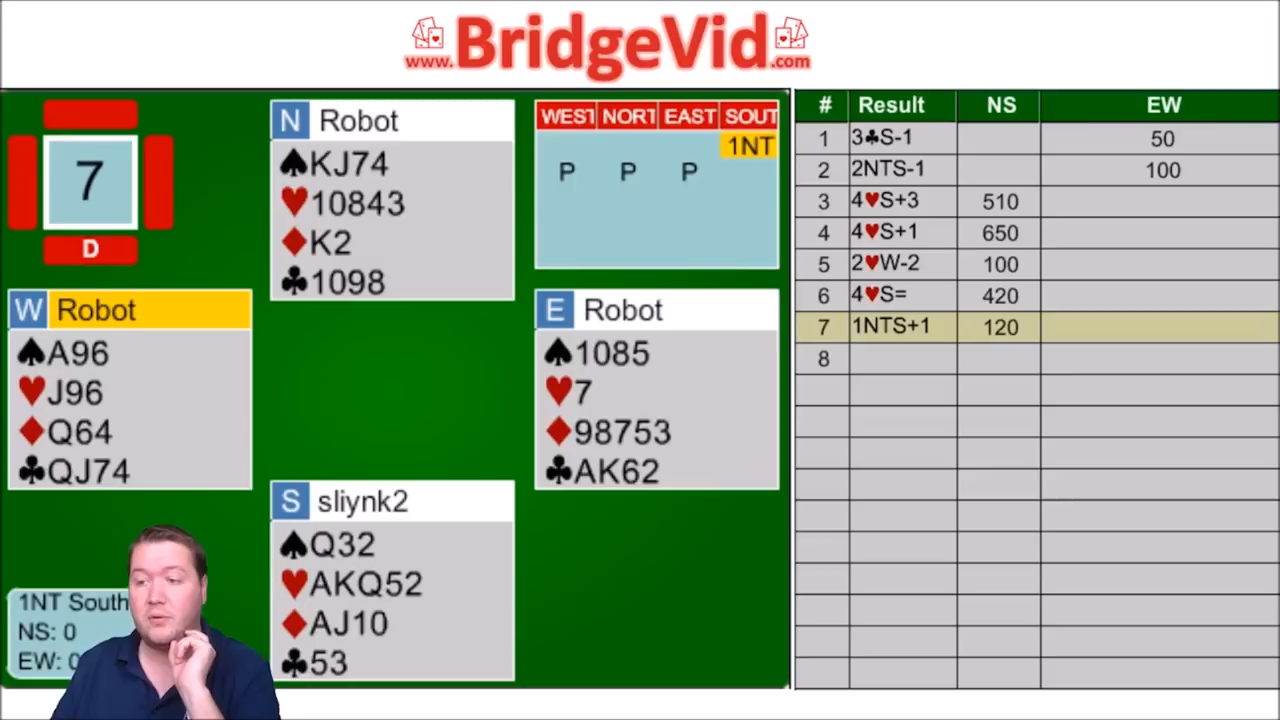 www.BridgeVid.com
7
D
N Robot
♠KJ74
♥10843
♦K2
♣1098
WEST NORT EAST SOUT
1NT
P P P
W Robot
♠A96
♥J96
♦Q64
♣QJ74
E Robot
♠1085
♥7
♦98753
♣AK62
S sliynk2
♠Q32
♥AKQ52
♦AJ10
♣53
1NT South
NS: 0
EW: 0
# Result NS EW
1 3♣S-1 50
2 2NTS-1 100
3 4♥S+3 510
4 4♥S+1 650
5 2♥W-2 100
6 4♥S= 420
7 1NTS+1 120
8